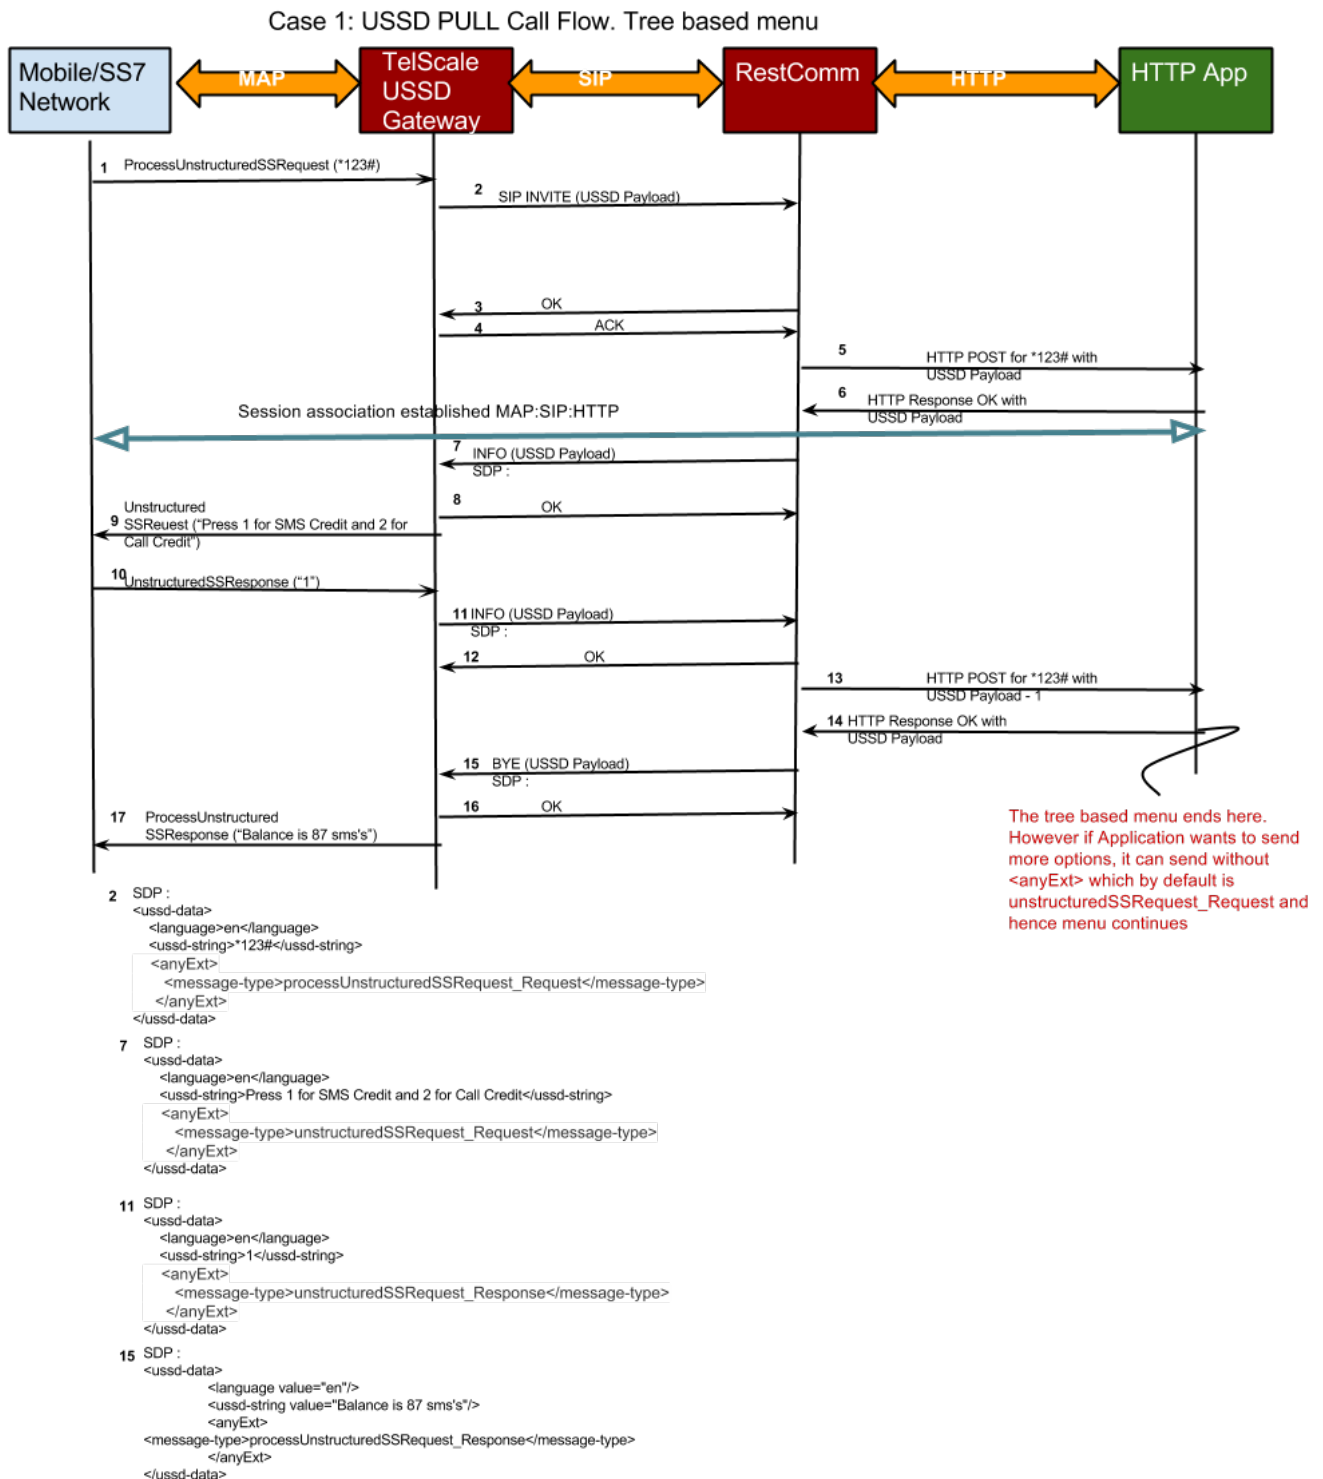 Case 1: USSD PULL Call Flow. Tree based menu
Mobile/SS7
Network
MAP
TelScale
USSD
Gateway
SIP
RestComm
HTTP
HTTP App
1 ProcessUnstructuredSSRequest (*123#)
2 SIP INVITE (USSD Payload)
3 OK
4 ACK
5 HTTP POST for *123# with
USSD Payload
6 HTTP Response OK with
USSD Payload
Session association established MAP:SIP:HTTP
7 INFO (USSD Payload)
SDP :
8 OK
Unstructured
9 SSReuest (“Press 1 for SMS Credit and 2 for
Call Credit”)
10 UnstructuredSSResponse (“1”)
11 INFO (USSD Payload)
SDP :
12 OK
13 HTTP POST for *123# with
USSD Payload - 1
14 HTTP Response OK with
USSD Payload
15 BYE (USSD Payload)
SDP :
16 OK
17 ProcessUnstructured
SSResponse (“Balance is 87 sms's”)
The tree based menu ends here.
However if Application wants to send
more options, it can send without
<anyExt> which by default is
unstructuredSSRequest_Request and
hence menu continues
2 SDP :
<ussd-data>
<language>en</language>
<ussd-string>*123#</ussd-string>
<anyExt>
<message-type>processUnstructuredSSRequest_Request</message-type>
</anyExt>
</ussd-data>
7 SDP :
<ussd-data>
<language>en</language>
<ussd-string>Press 1 for SMS Credit and 2 for Call Credit</ussd-string>
<anyExt>
<message-type>unstructuredSSRequest_Request</message-type>
</anyExt>
</ussd-data>
11 SDP :
<ussd-data>
<language>en</language>
<ussd-string>1</ussd-string>
<anyExt>
<message-type>unstructuredSSRequest_Response</message-type>
</anyExt>
</ussd-data>
15 SDP :
<ussd-data>
<language value="en"/>
<ussd-string value="Balance is 87 sms's"/>
<anyExt>
<message-type>processUnstructuredSSRequest_Response</message-type>
</anyExt>
</ussd-data>